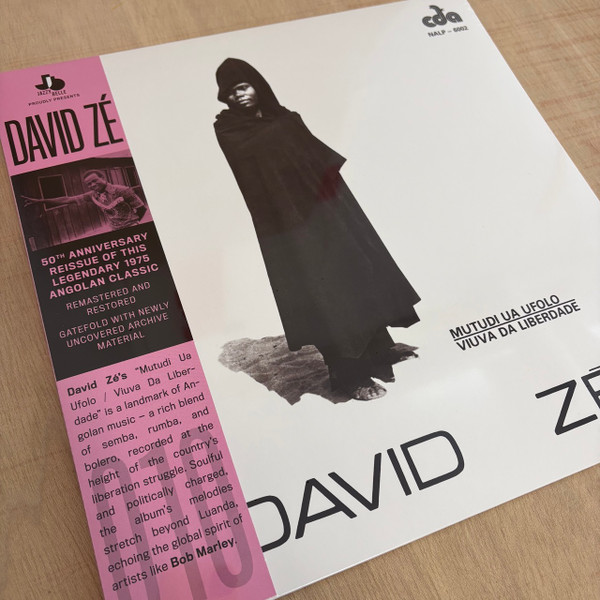 JAZZYBELLE
PROUDLY PRESENTS
DAVID ZÉ
50TH ANNIVERSARY
REISSUE OF THIS
LEGENDARY 1975
ANGOLAN CLASSIC
REMASTERED AND
RESTORED
GATEFOLD WITH NEWLY
UNCOVERED ARCHIVE
MATERIAL
David Zé's "Mutudi Ua
Ufolo / Viuva Da Liber-
dade" is a landmark of An-
golan music – a rich blend
of semba, rumba, and
bolero, recorded at the
height of the country's
liberation struggle. Soulful
and politically charged,
the album's melodies
stretch beyond Luanda,
echoing the global spirit of
artists like Bob Marley.
010
cda
NALP – 6002
MUTUDI UA UFOLO
VIUVA DA LIBERDADE
DAVID ZÉ